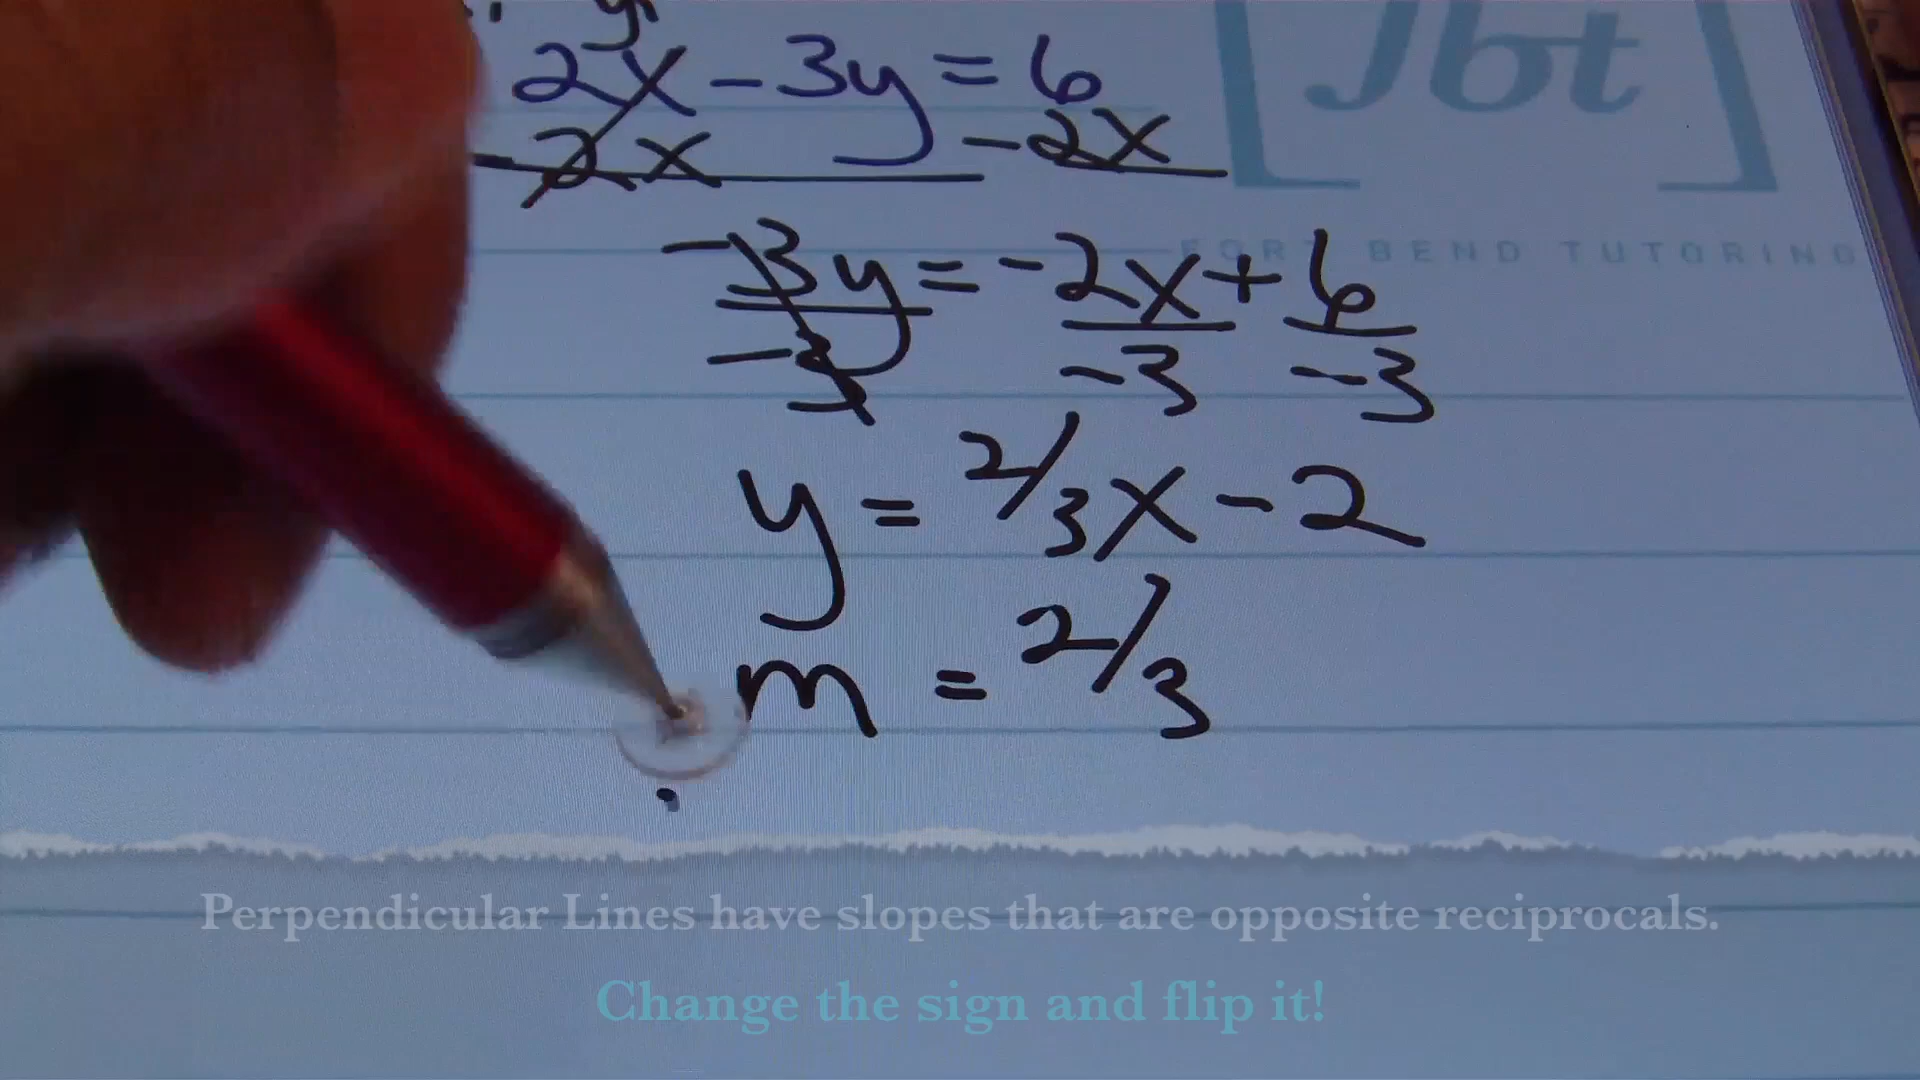 2x - 3y = 6
2x - 2x
-3y = -2x + 6
-3 -3 -3
y = 2/3x - 2
m = 2/3
fbt
FORT BEND TUTORING
Perpendicular Lines have slopes that are opposite reciprocals.
Change the sign and flip it!